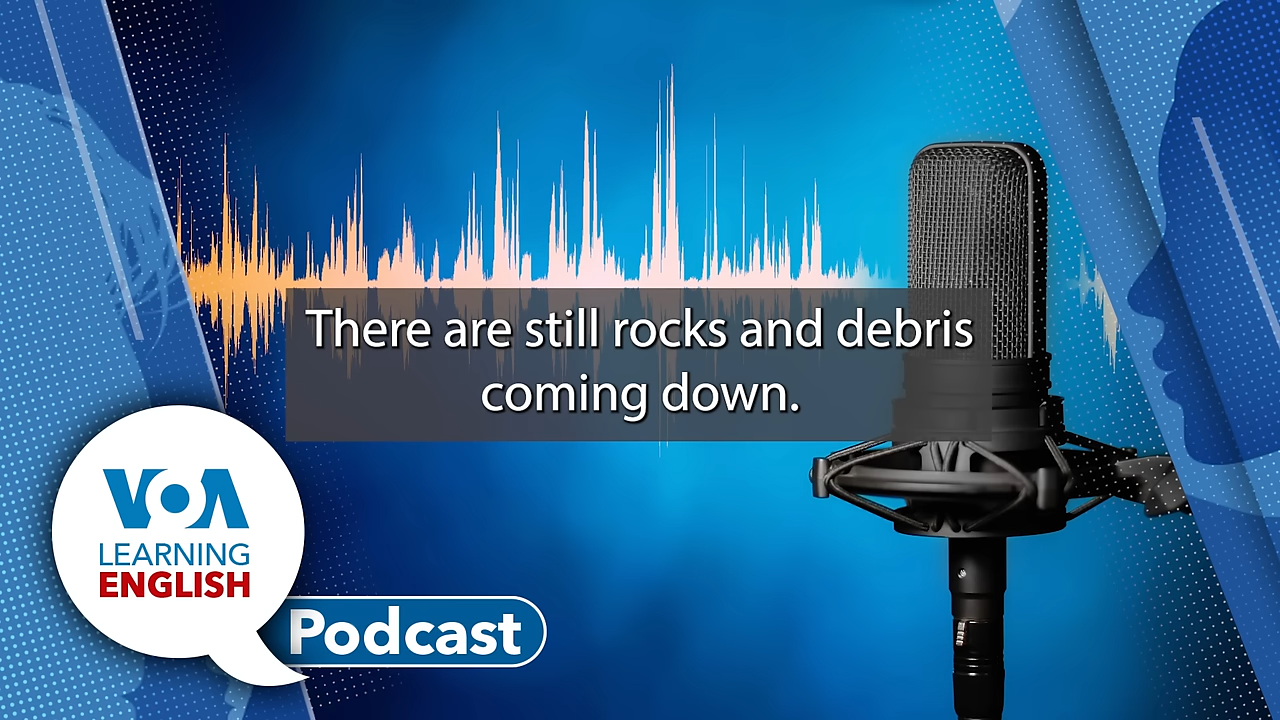 There are still rocks and debris
coming down.
VOA
LEARNING
ENGLISH
Podcast